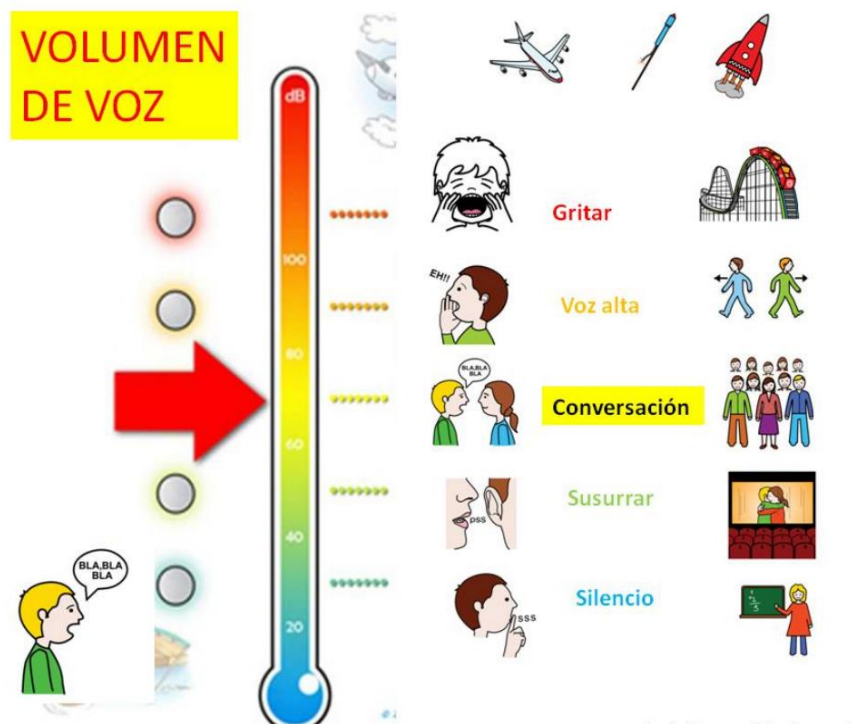 VOLUMEN
DE VOZ
dB
100
80
60
40
20
BLA,BLA
BLA
Gritar
EH!!
Voz alta
BLA,BLA
BLA
Conversación
pss
Susurrar
sss
Silencio